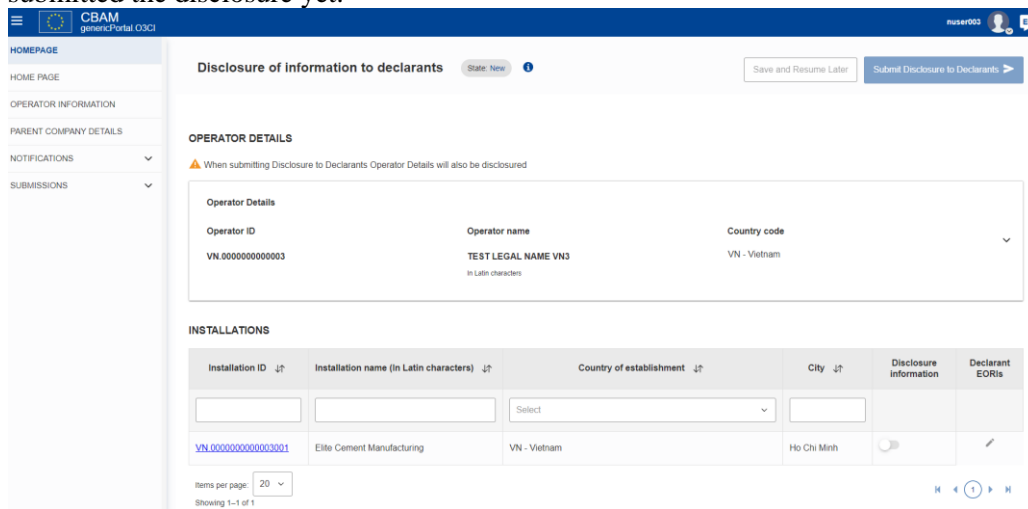 submitted the disclosure yet.
CBAM
genericPortal.O3CI
nuser003
HOMEPAGE
HOME PAGE
OPERATOR INFORMATION
PARENT COMPANY DETAILS
NOTIFICATIONS
SUBMISSIONS
Disclosure of information to declarants State: New
Save and Resume Later Submit Disclosure to Declarants
OPERATOR DETAILS
When submitting Disclosure to Declarants Operator Details will also be disclosured
Operator Details
Operator ID Operator name Country code
VN.0000000000003 TEST LEGAL NAME VN3 VN - Vietnam
In Latin characters
INSTALLATIONS
Installation ID Installation name (In Latin characters) Country of establishment City Disclosure information Declarant EORIs
Select
VN.0000000000003001 Elite Cement Manufacturing VN - Vietnam Ho Chi Minh
Items per page: 20 1
Showing 1–1 of 1